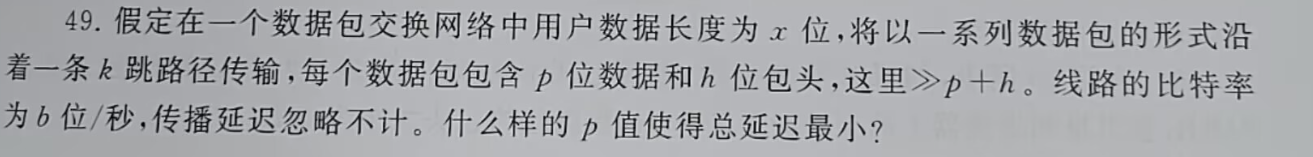 49. 假定在一个数据包交换网络中用户数据长度为 x 位,将以一系列数据包的形式沿
着一条 k 跳路径传输,每个数据包包含 p 位数据和 h 位包头,这里≫p+h。线路的比特率
为 b 位/秒,传播延迟忽略不计。什么样的 p 值使得总延迟最小?